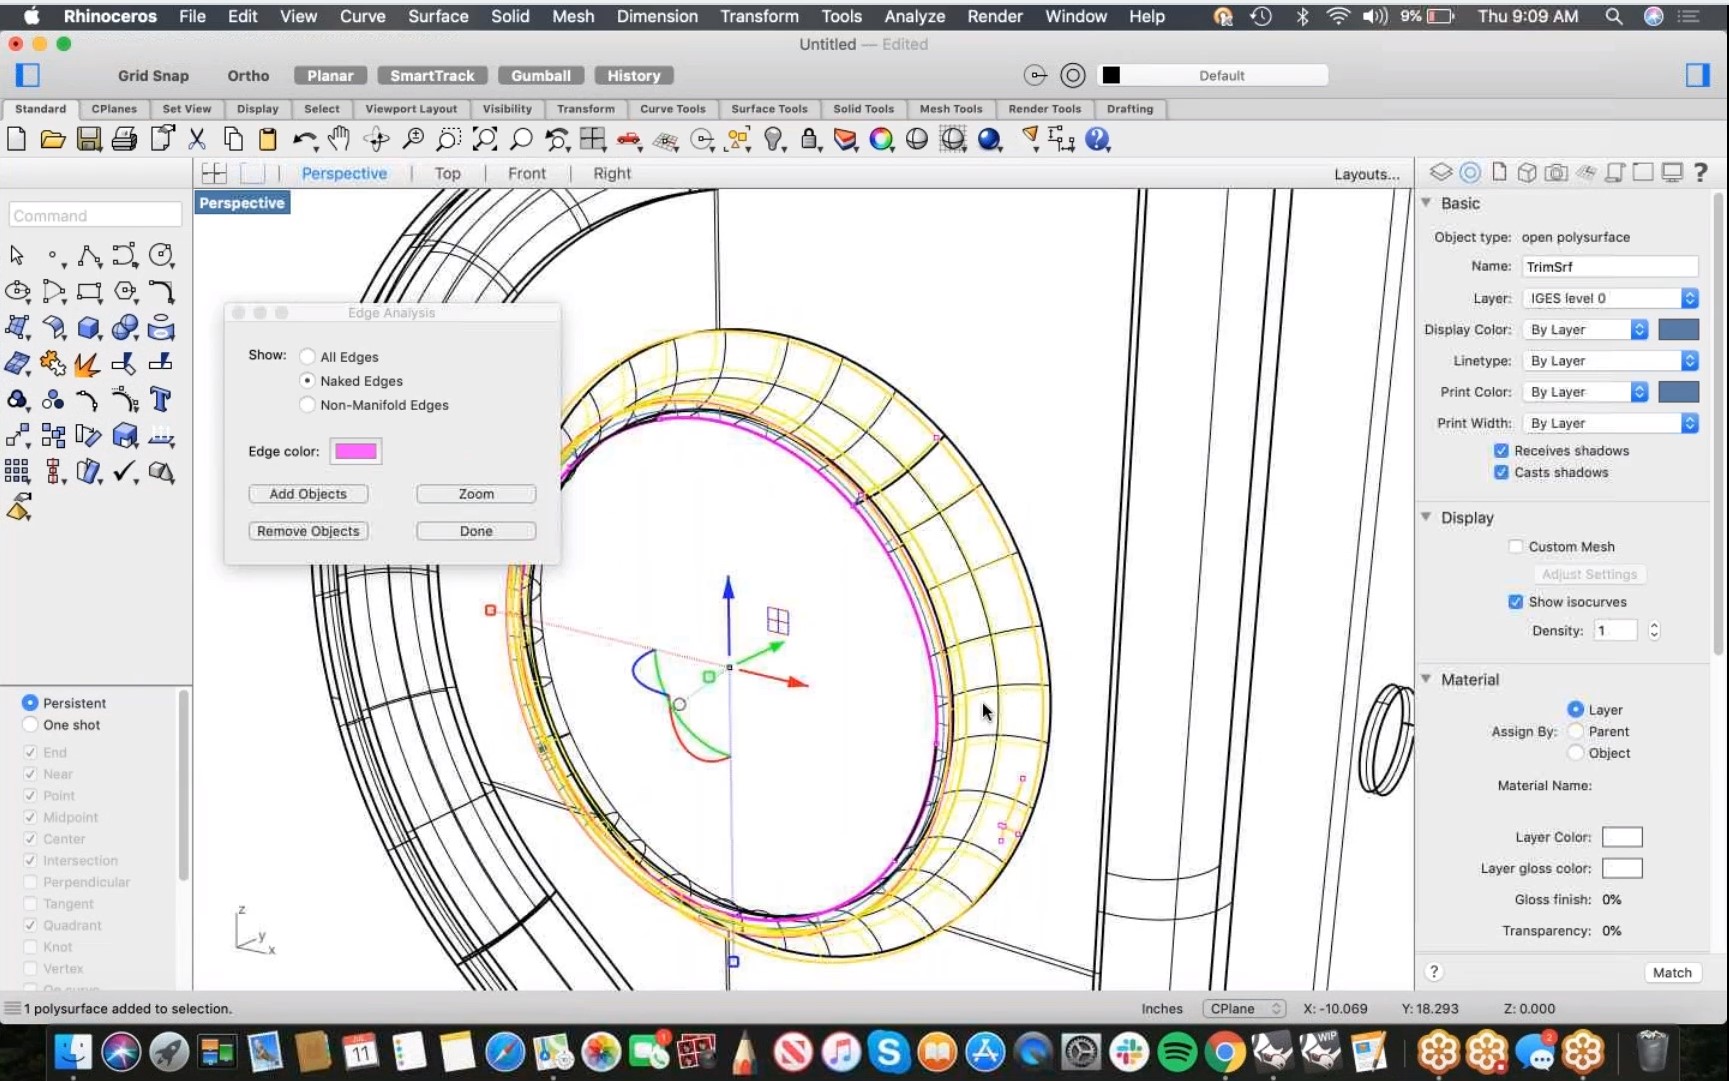 Rhinoceros File Edit View Curve Surface Solid Mesh Dimension Transform Tools Analyze Render Window Help 9% Thu 9:09 AM
Untitled — Edited
Grid Snap Ortho Planar SmartTrack Gumball History Default
Standard CPlanes Set View Display Select Viewport Layout Visibility Transform Curve Tools Surface Tools Solid Tools Mesh Tools Render Tools Drafting
Perspective Top Front Right Layouts...
Perspective
Command
Edge Analysis
Show: All Edges
Naked Edges
Non-Manifold Edges
Edge color:
Add Objects Zoom
Remove Objects Done
Persistent
One shot
End
Near
Point
Midpoint
Center
Intersection
Perpendicular
Tangent
Quadrant
Knot
Vertex
On curve
z
y
x
Basic
Object type: open polysurface
Name: TrimSrf
Layer: IGES level 0
Display Color: By Layer
Linetype: By Layer
Print Color: By Layer
Print Width: By Layer
Receives shadows
Casts shadows
Display
Custom Mesh
Adjust Settings
Show isocurves
Density: 1
Material
Layer
Assign By: Parent
Object
Material Name:
Layer Color:
Layer gloss color:
Gloss finish: 0%
Transparency: 0%
? Match
1 polysurface added to selection. Inches CPlane X: -10.069 Y: 18.293 Z: 0.000
11
WIP
2